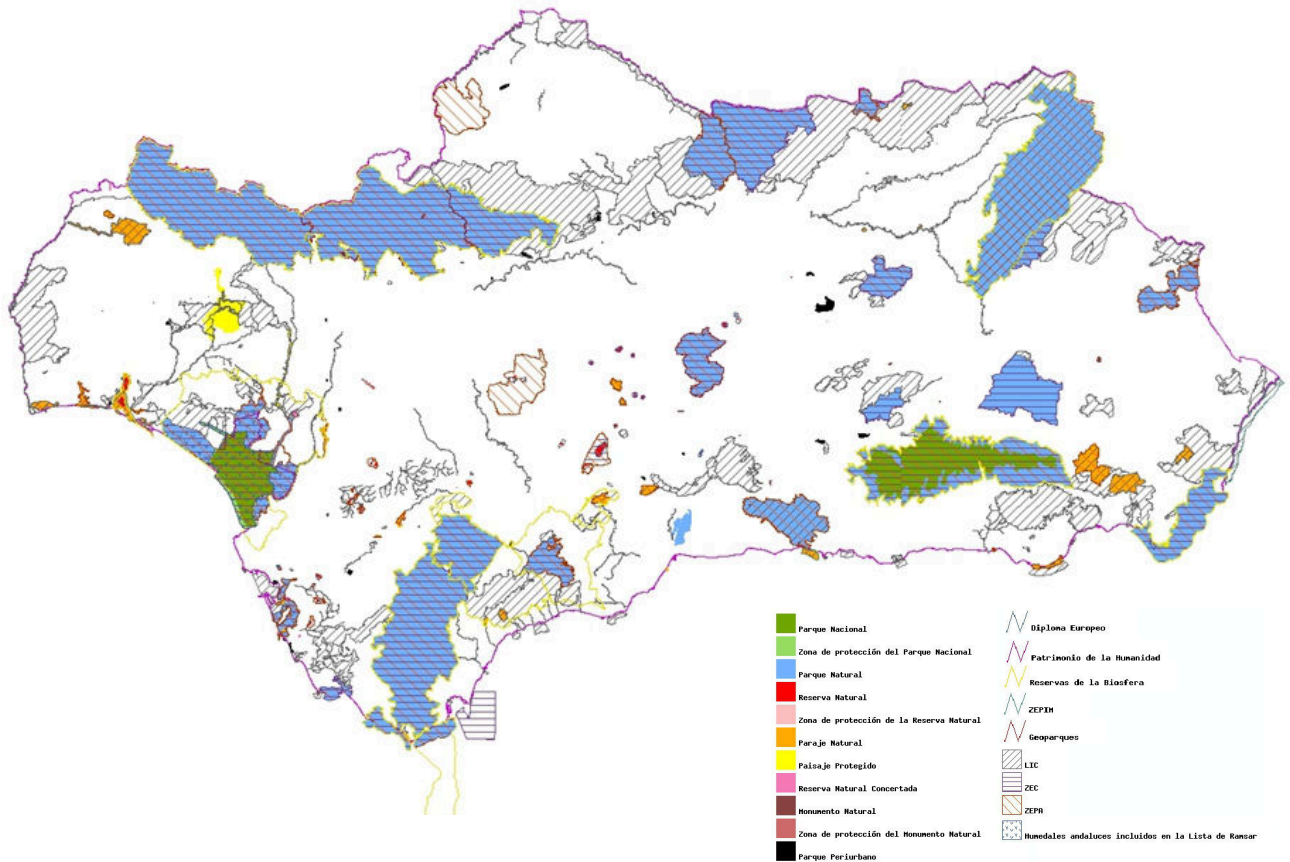 Parque Nacional
Zona de protección del Parque Nacional
Parque Natural
Reserva Natural
Zona de protección de la Reserva Natural
Paraje Natural
Paisaje Protegido
Reserva Natural Concertada
Monumento Natural
Zona de protección del Monumento Natural
Parque Periurbano
Diploma Europeo
Patrimonio de la Humanidad
Reservas de la Biosfera
ZEPIM
Geoparques
LIC
ZEC
ZEPA
Humedales andaluces incluidos en la Lista de Ramsar